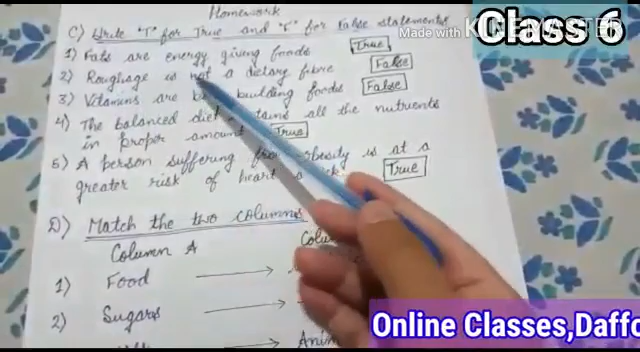 Homework
C) Write "T" for True and "F" for False statements
Made with KINEMASTER
Class 6
1) Fats are energy giving foods True
2) Roughage is not a dietary fibre False
3) Vitamins are building foods False
4) The balanced diet all the nutrients
in proper amount True
5) A person suffering obesity is at a
greater risk of heart True
D) Match the two columns
Column A
1) Food
2) Sugars
Online Classes,Daffo